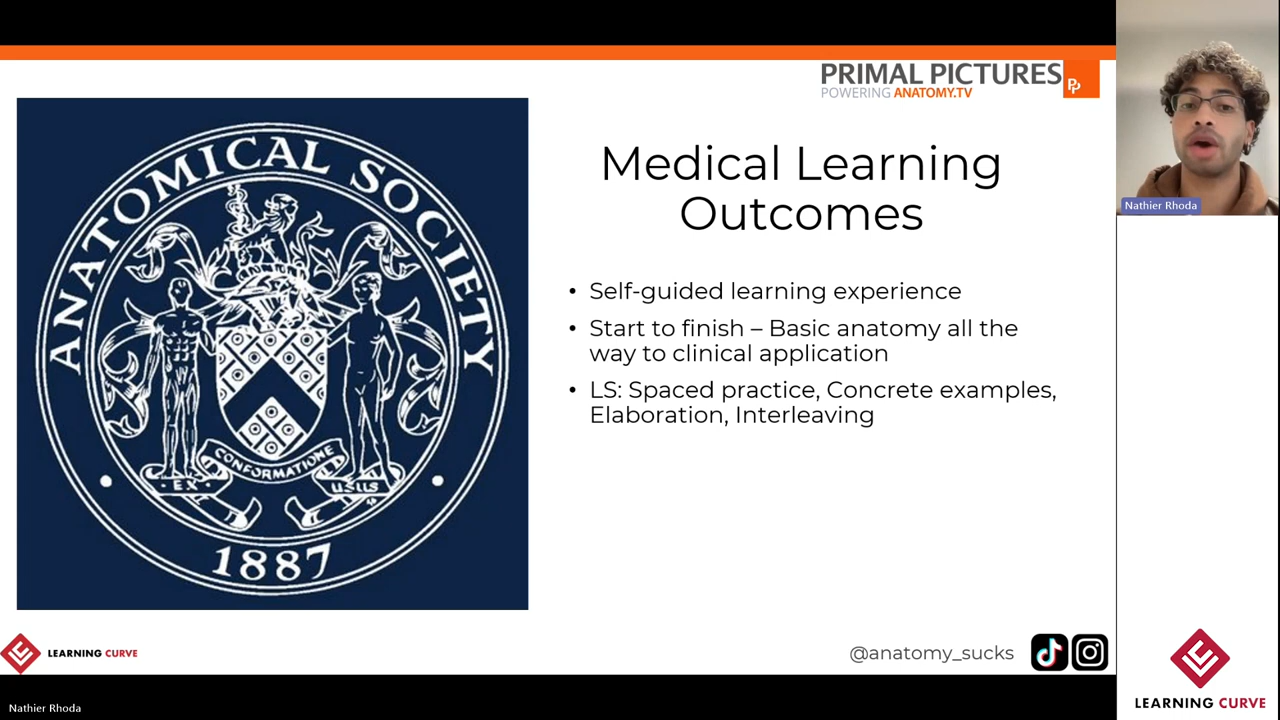 PRIMAL PICTURES
POWERING ANATOMY.TV
ANATOMICAL SOCIETY
EX CONFORMATIONE USUS
1887
Medical Learning
Outcomes
• Self-guided learning experience
• Start to finish – Basic anatomy all the
way to clinical application
• LS: Spaced practice, Concrete examples,
Elaboration, Interleaving
LEARNING CURVE
@anatomy_sucks
Nathier Rhoda
Nathier Rhoda
LEARNING CURVE